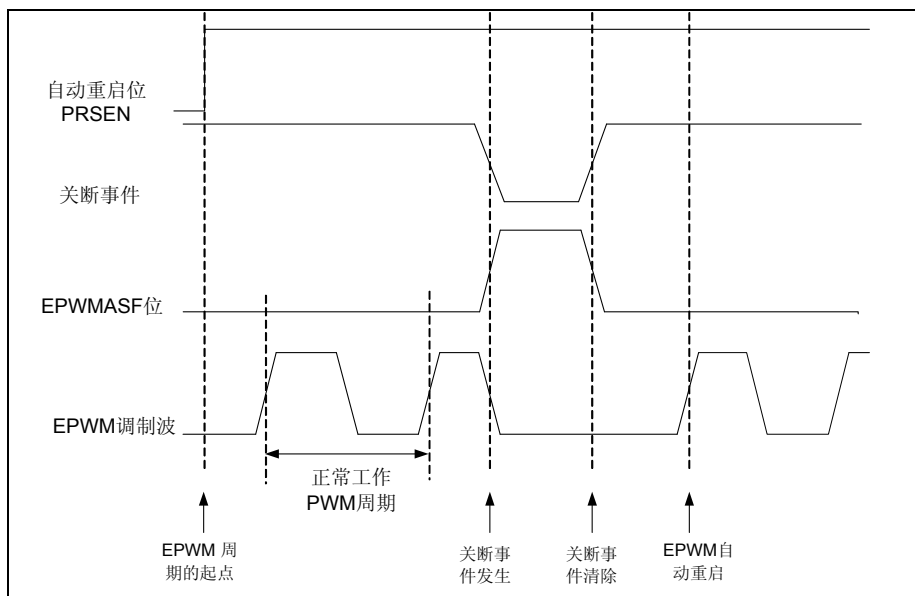 自动重启位
PRSEN
关断事件
EPWMASF位
EPWM调制波
正常工作
PWM周期
EPWM 周
期的起点
关断事
件发生
关断事
件清除
EPWM自
动重启